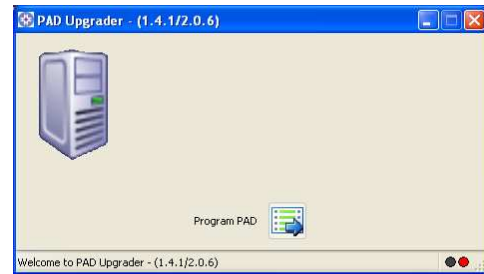 PAD Upgrader - (1.4.1/2.0.6)
Program PAD
Welcome to PAD Upgrader - (1.4.1/2.0.6)